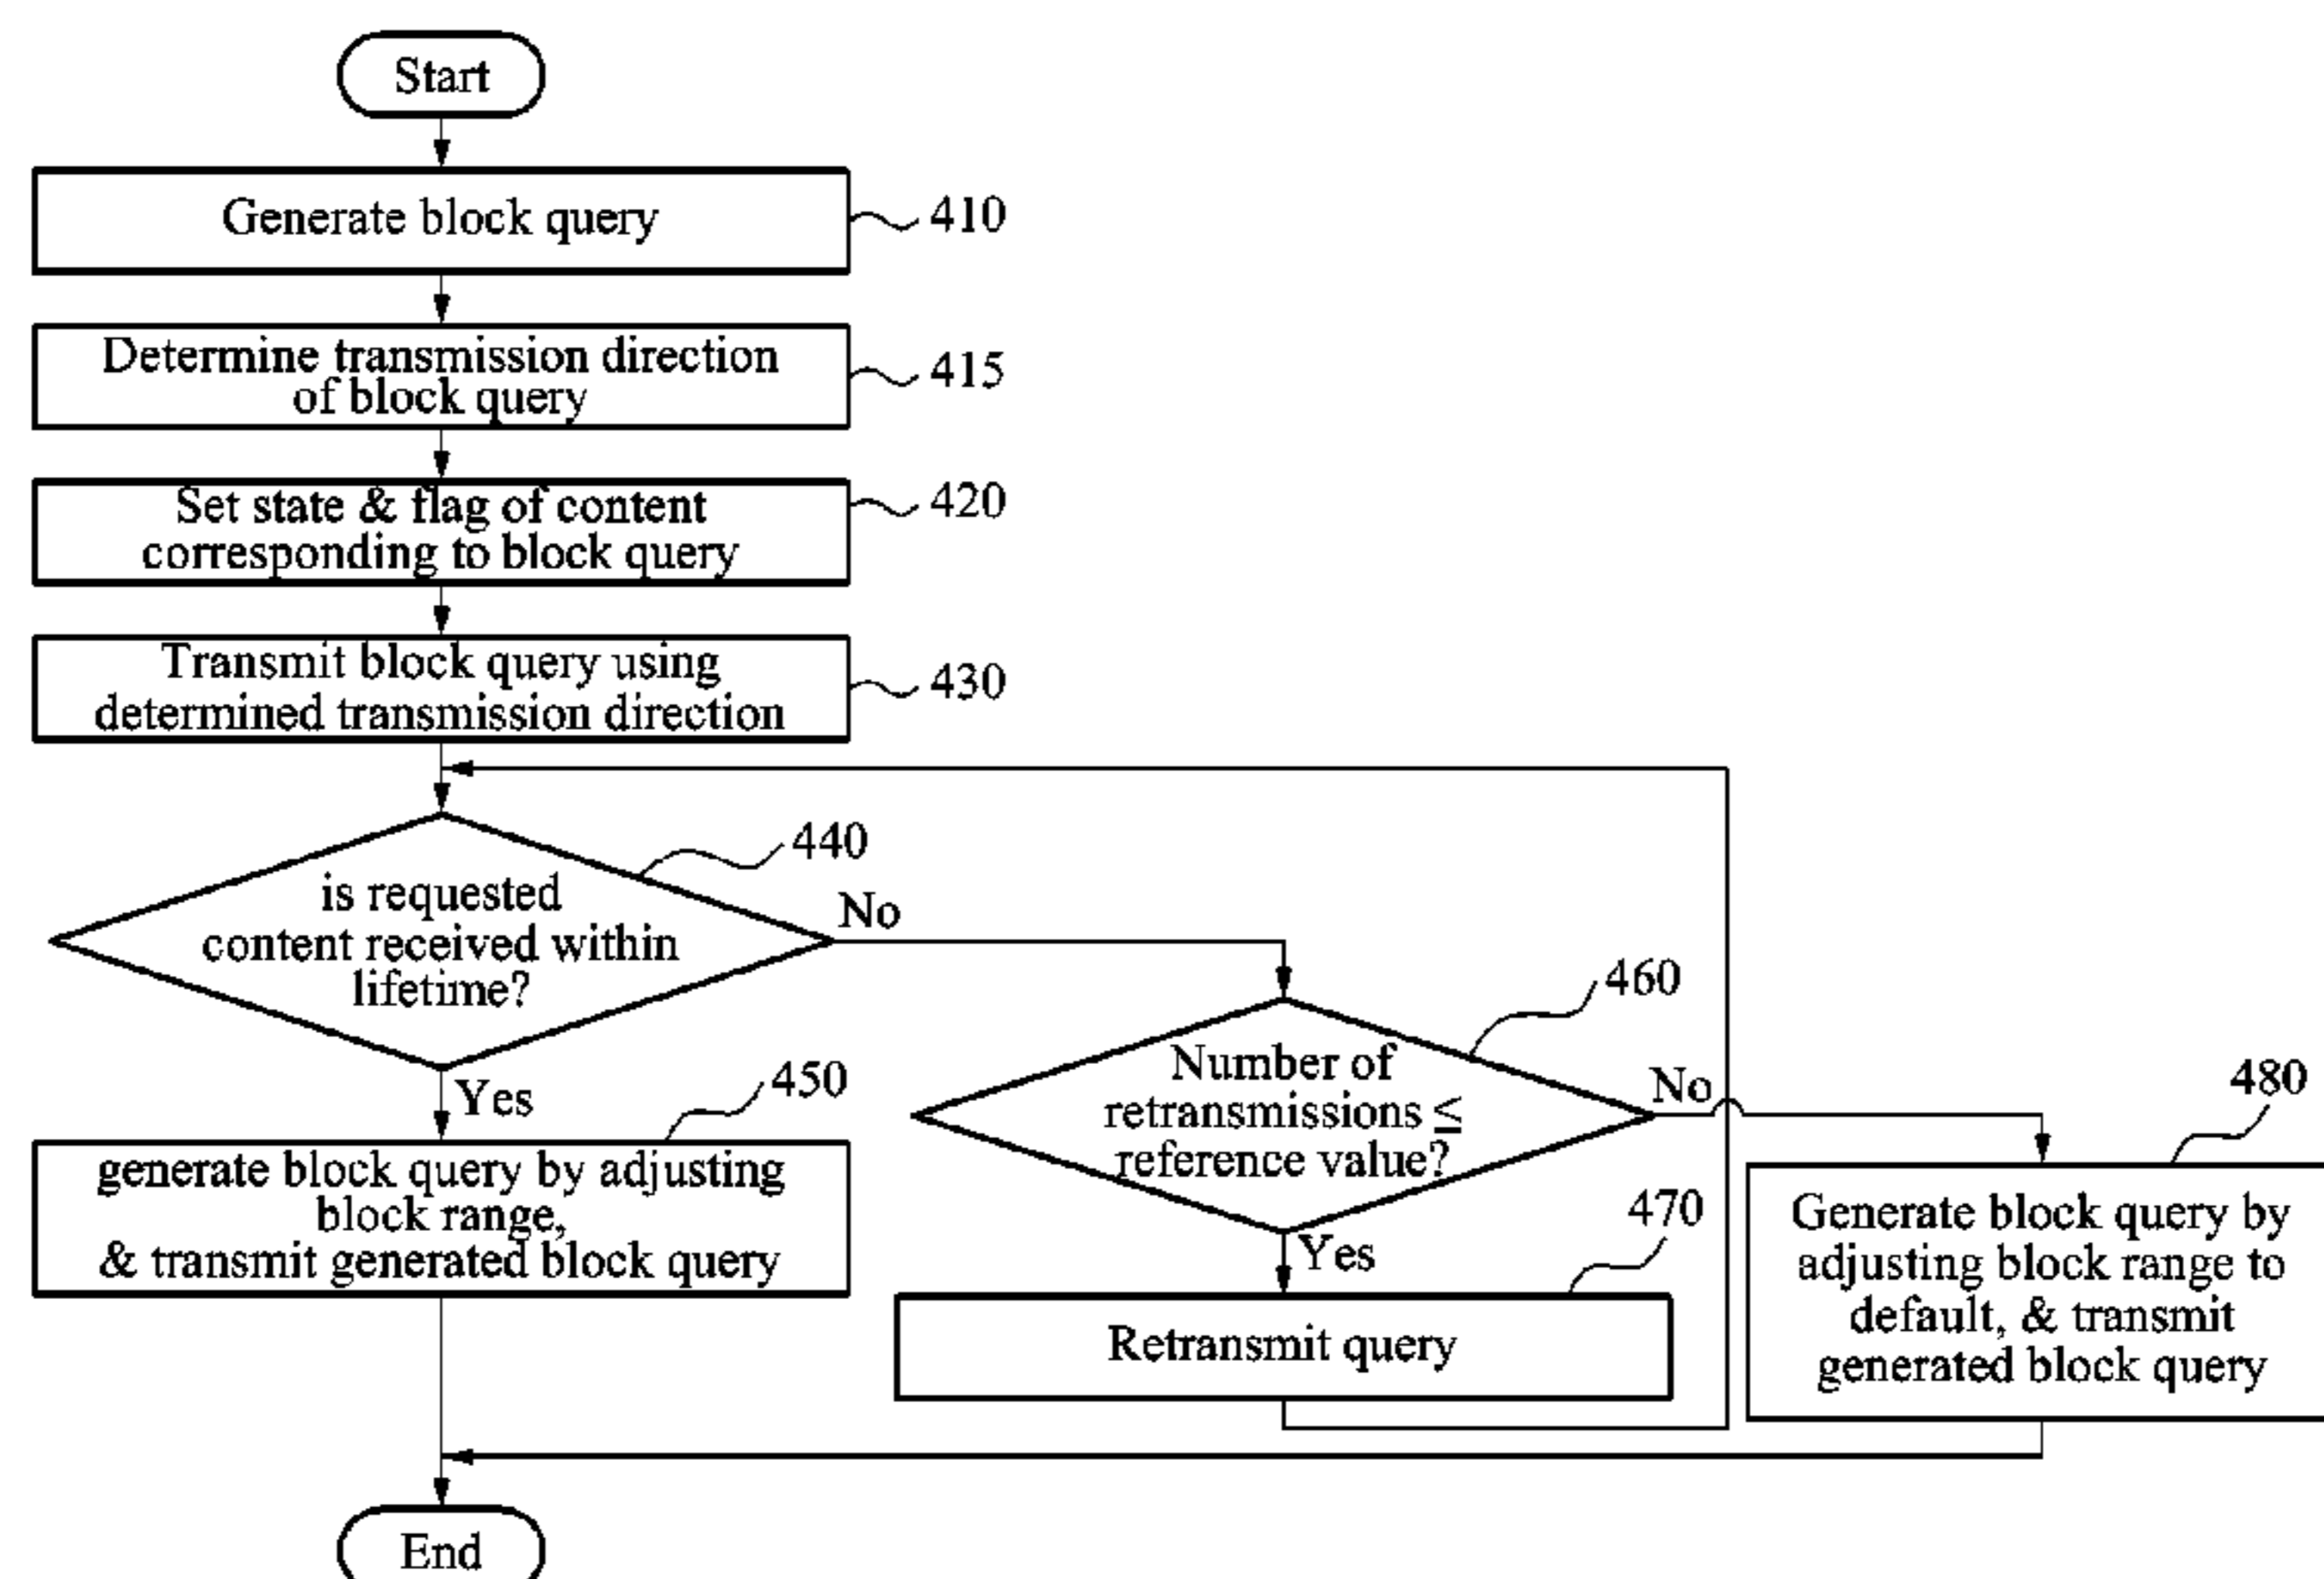 Start
Generate block query
410
Determine transmission direction
of block query
415
Set state & flag of content
corresponding to block query
420
Transmit block query using
determined transmission direction
430
is requested
content received within
lifetime?
440
No
Yes
450
generate block query by adjusting
block range,
& transmit generated block query
Number of
retransmissions ≤
reference value?
460
No
Yes
470
Retransmit query
480
Generate block query by
adjusting block range to
default, & transmit
generated block query
End